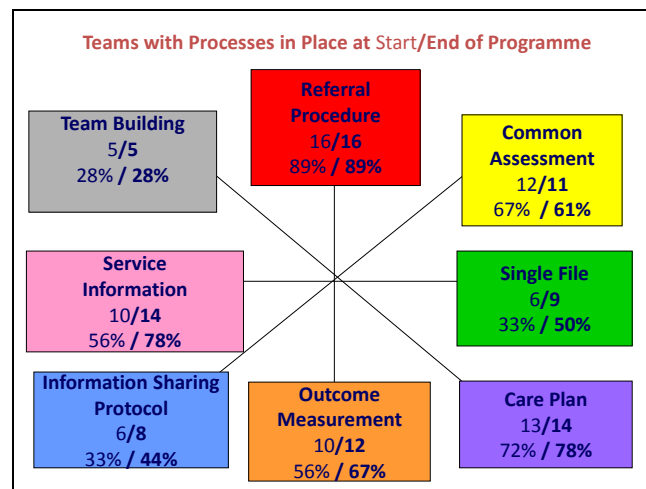 Teams with Processes in Place at Start/End of Programme
Referral
Procedure
16/16
89% / 89%
Team Building
5/5
28% / 28%
Common
Assessment
12/11
67% / 61%
Service
Information
10/14
56% / 78%
Single File
6/9
33% / 50%
Information Sharing
Protocol
6/8
33% / 44%
Outcome
Measurement
10/12
56% / 67%
Care Plan
13/14
72% / 78%